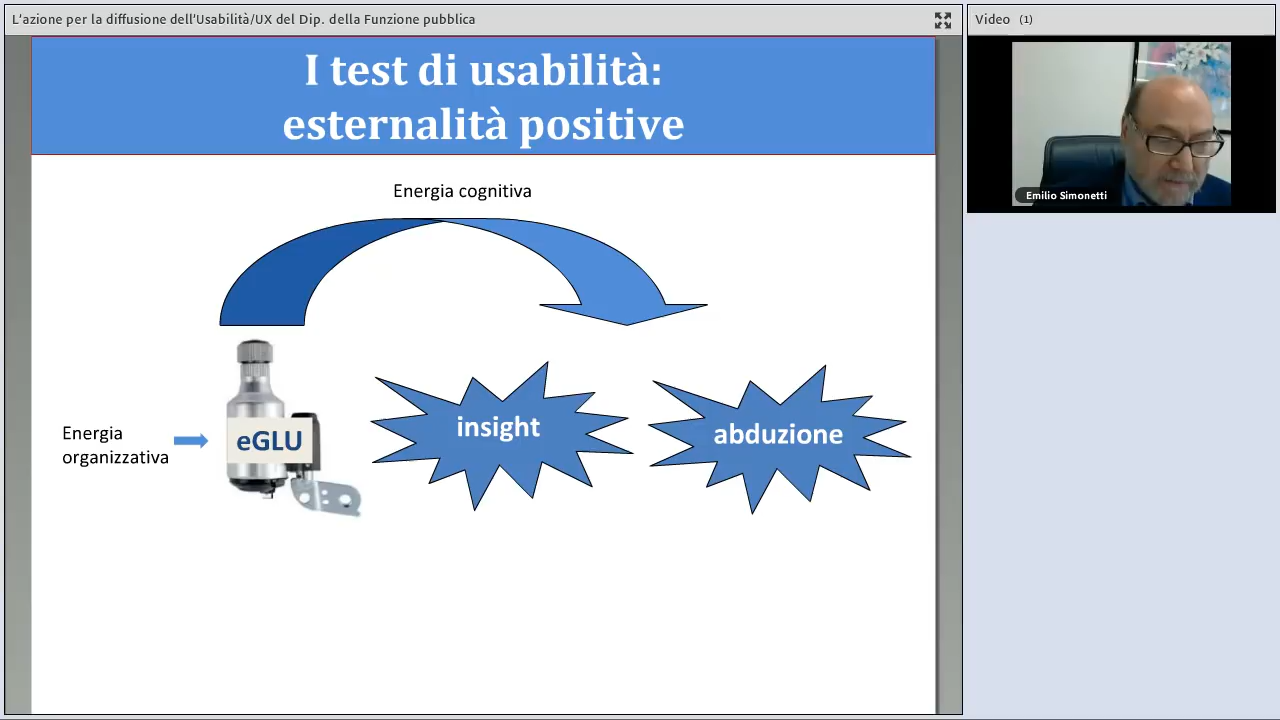 L’azione per la diffusione dell’Usabilità/UX del Dip. della Funzione pubblica
Video (1)
I test di usabilità:
esternalità positive
Emilio Simonetti
Energia cognitiva
Energia
organizzativa
eGLU
insight
abduzione